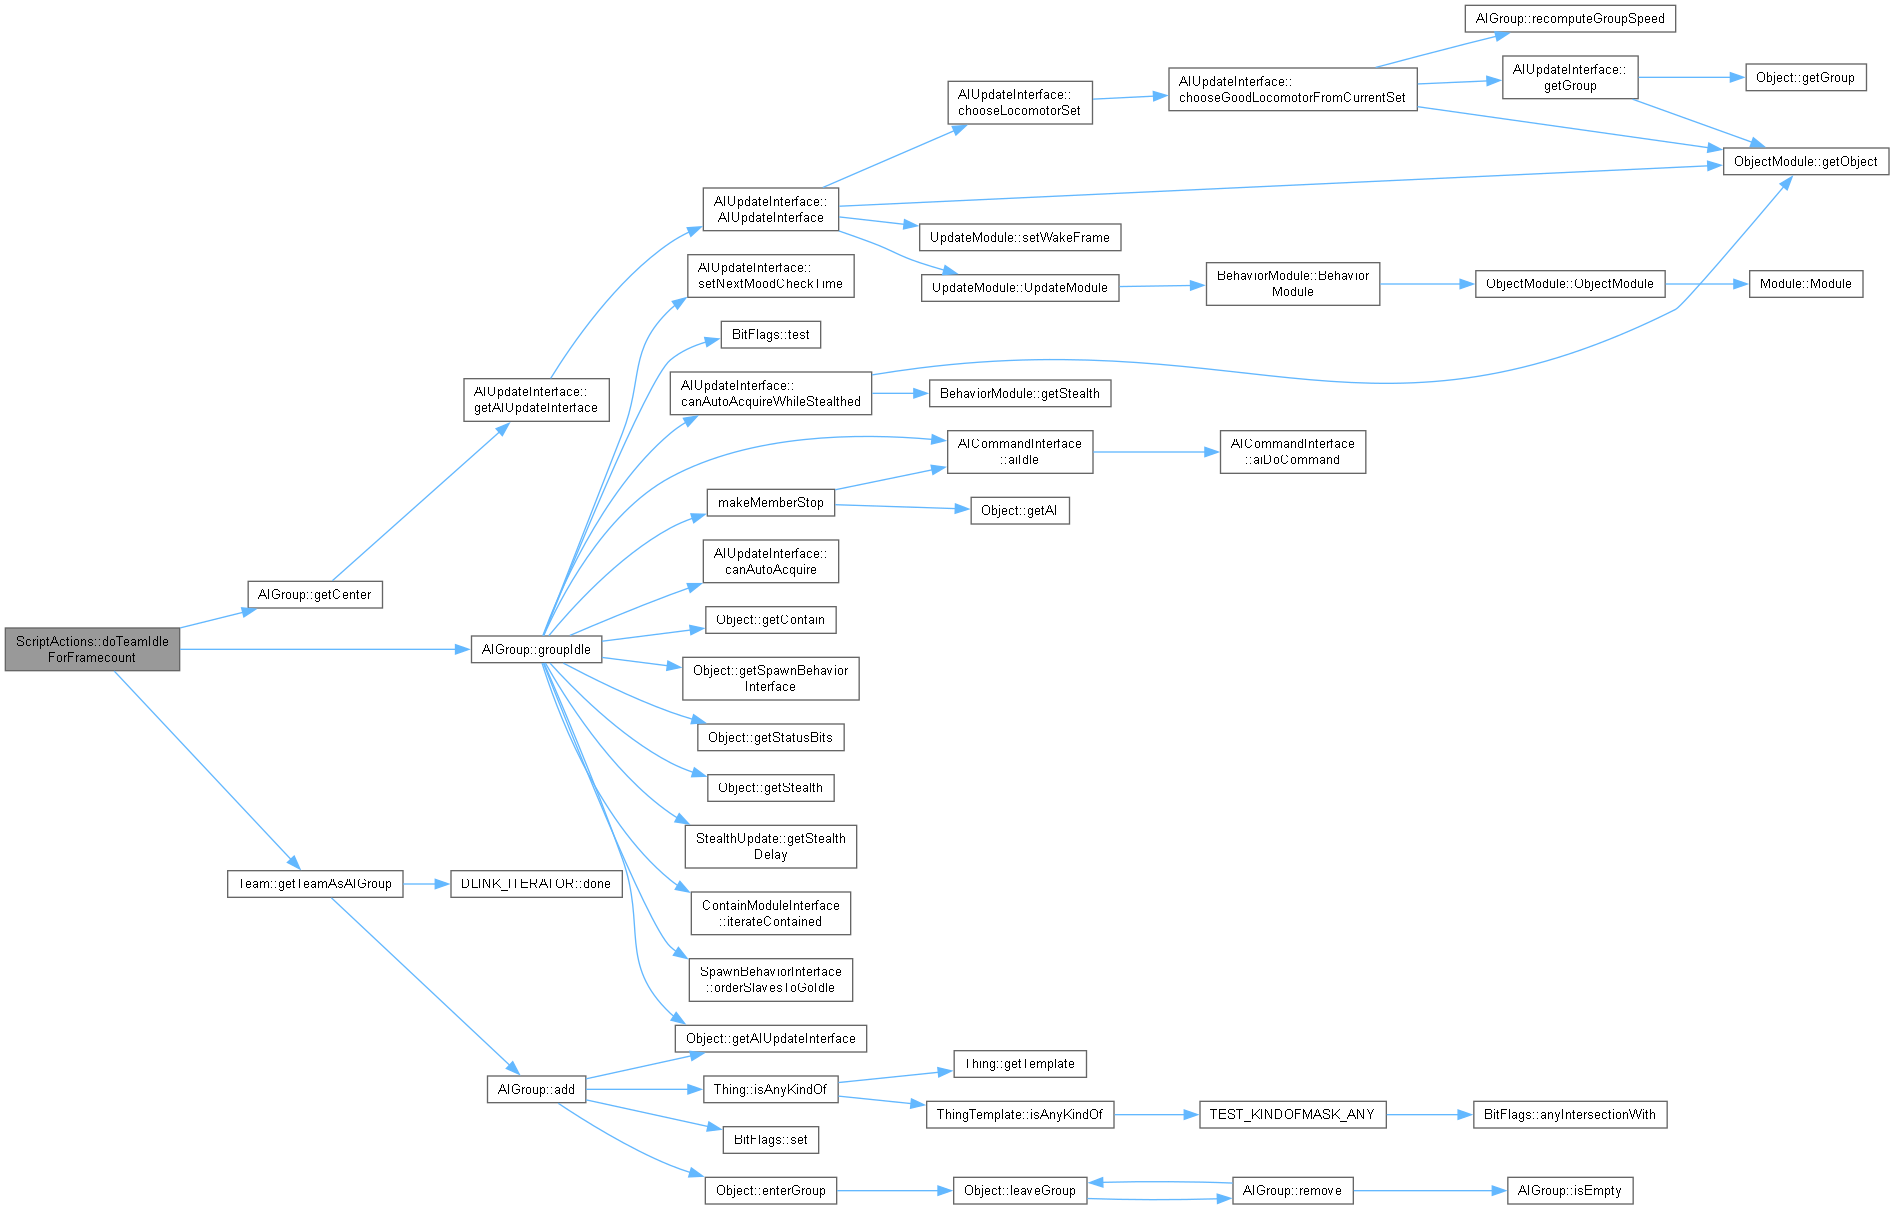 AIGroup::recomputeGroupSpeed
AIUpdateInterface::
getGroup
Object::getGroup
AIUpdateInterface::
chooseGoodLocomotorFromCurrentSet
AIUpdateInterface::
chooseLocomotorSet
ObjectModule::getObject
AIUpdateInterface::
AIUpdateInterface
UpdateModule::setWakeFrame
AIUpdateInterface::
setNextMoodCheckTime
UpdateModule::UpdateModule
BehaviorModule::Behavior
Module
ObjectModule::ObjectModule
Module::Module
BitFlags::test
AIUpdateInterface::
getAIUpdateInterface
AIUpdateInterface::
canAutoAcquireWhileStealthed
BehaviorModule::getStealth
AICommandInterface
::aiIdle
AICommandInterface
::aiDoCommand
makeMemberStop
Object::getAI
AIUpdateInterface::
canAutoAcquire
AIGroup::getCenter
Object::getContain
ScriptActions::doTeamIdle
ForFramecount
AIGroup::groupIdle
Object::getSpawnBehavior
Interface
Object::getStatusBits
Object::getStealth
StealthUpdate::getStealth
Delay
Team::getTeamAsAIGroup
DLINK_ITERATOR::done
ContainModuleInterface
::iterateContained
SpawnBehaviorInterface
::orderSlavesToGoIdle
Object::getAIUpdateInterface
AIGroup::add
Thing::isAnyKindOf
Thing::getTemplate
ThingTemplate::isAnyKindOf
TEST_KINDOFMASK_ANY
BitFlags::anyIntersectionWith
BitFlags::set
Object::enterGroup
Object::leaveGroup
AIGroup::remove
AIGroup::isEmpty